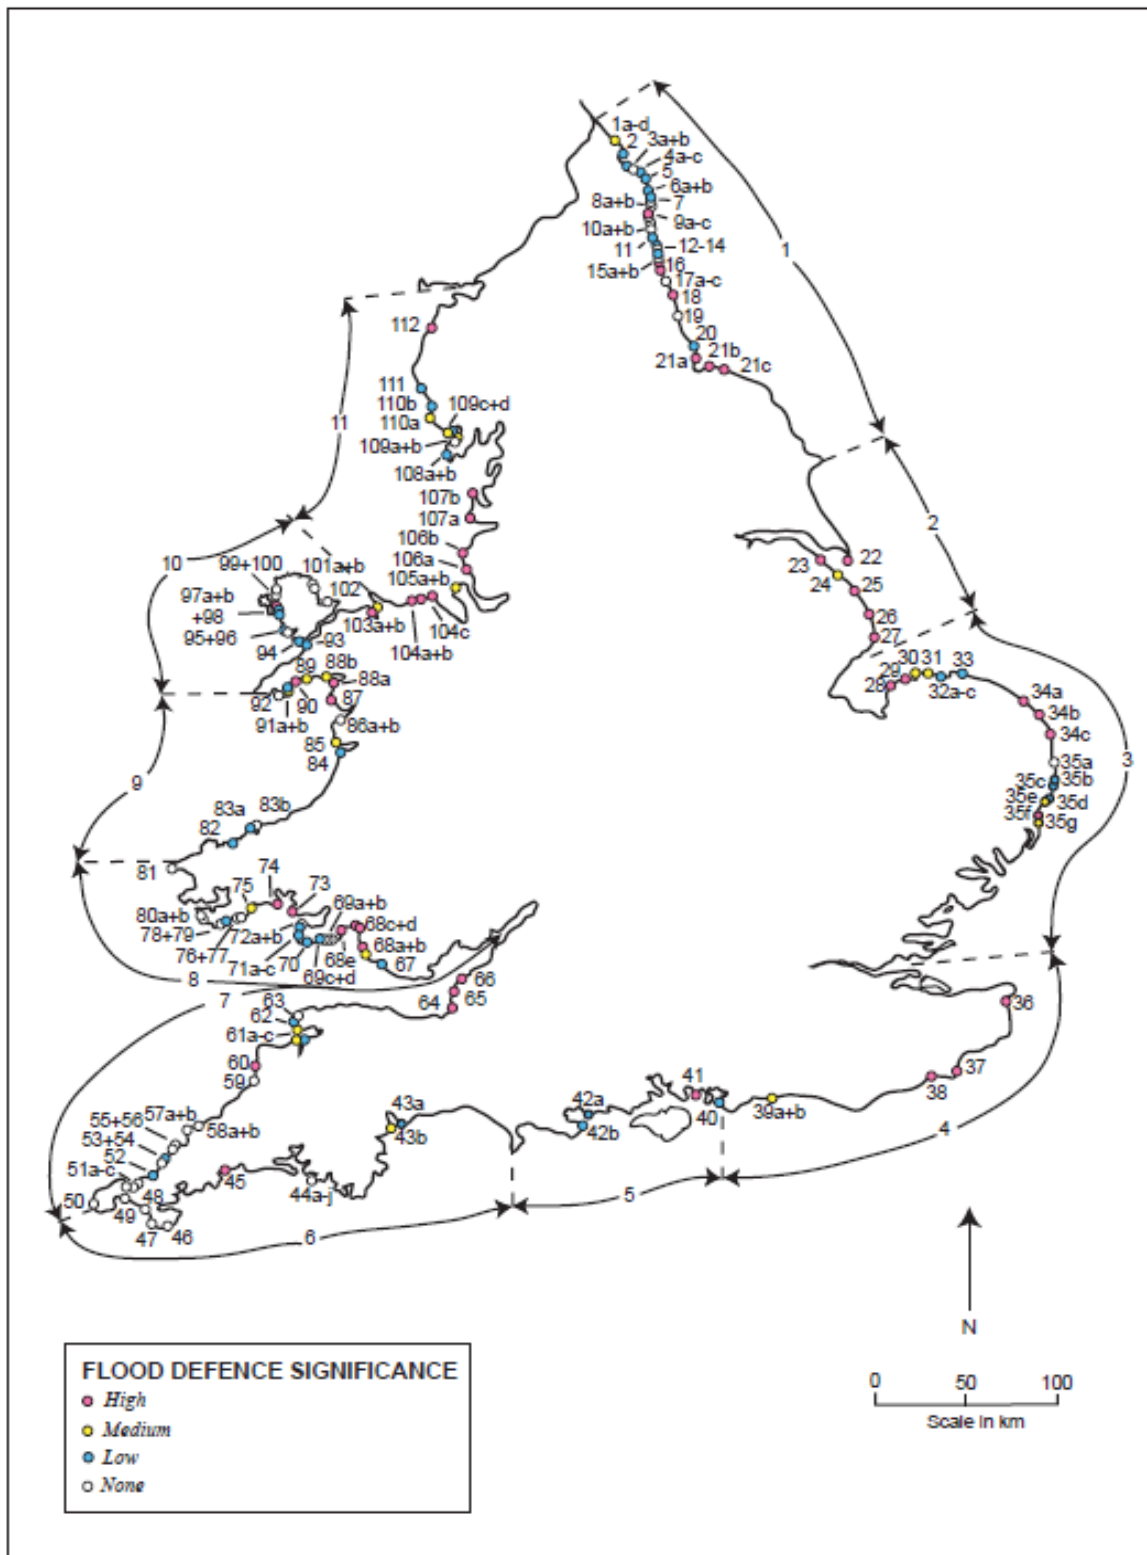 1a-d
2
3a+b
4a-c
5
6a+b
7
8a+b
9a-c
10a+b
11
12-14
15a+b
16
17a-c
18
19
20
21a
21b
21c
1
112
111
110b
110a
109c+d
109a+b
108a+b
11
107b
107a
106b
106a
105a+b
104c
104a+b
103a+b
102
101a+b
99+100
10
97a+b
+98
95+96
94
93
2
22
23
24
25
26
27
28
29
30
31
32a-c
33
34a
34b
34c
35a
35b
35c
35d
35e
35f
35g
3
92
91a+b
90
89
88b
88a
87
86a+b
85
84
9
83a
83b
82
81
80a+b
78+79
76+77
75
74
73
72a+b
71a-c
70
69a+b
69c+d
68e
68c+d
68a+b
67
8
7
66
65
64
63
62
61a-c
60
59
58a+b
57a+b
55+56
53+54
52
51a-c
50
49
48
47
46
45
44a-j
43a
43b
6
42a
42b
41
40
5
39a+b
38
37
36
4
N
0 50 100
Scale in km
FLOOD DEFENCE SIGNIFICANCE
High
Medium
Low
None